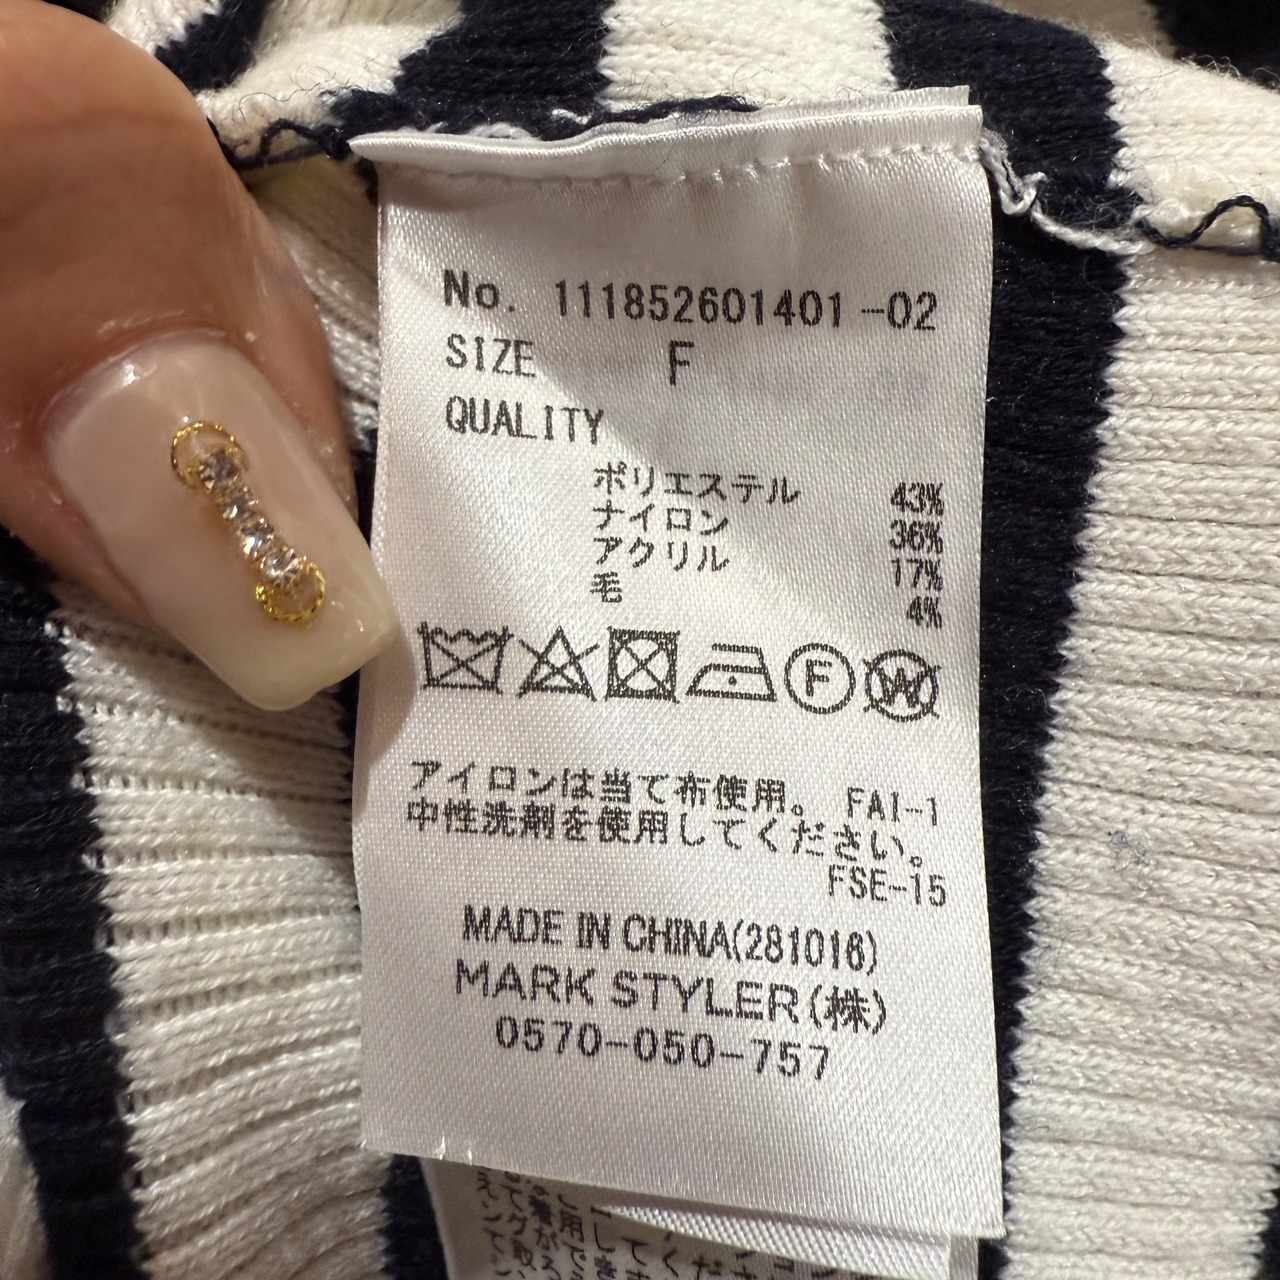 No. 111852601401-02
SIZE F
QUALITY
ポリエステル 43%
ナイロン 36%
アクリル 17%
毛 4%
F W
アイロンは当て布使用。 FAI-1
中性洗剤を使用してください。
FSE-15
MADE IN CHINA(281016)
MARK STYLER(株)
0570-050-757